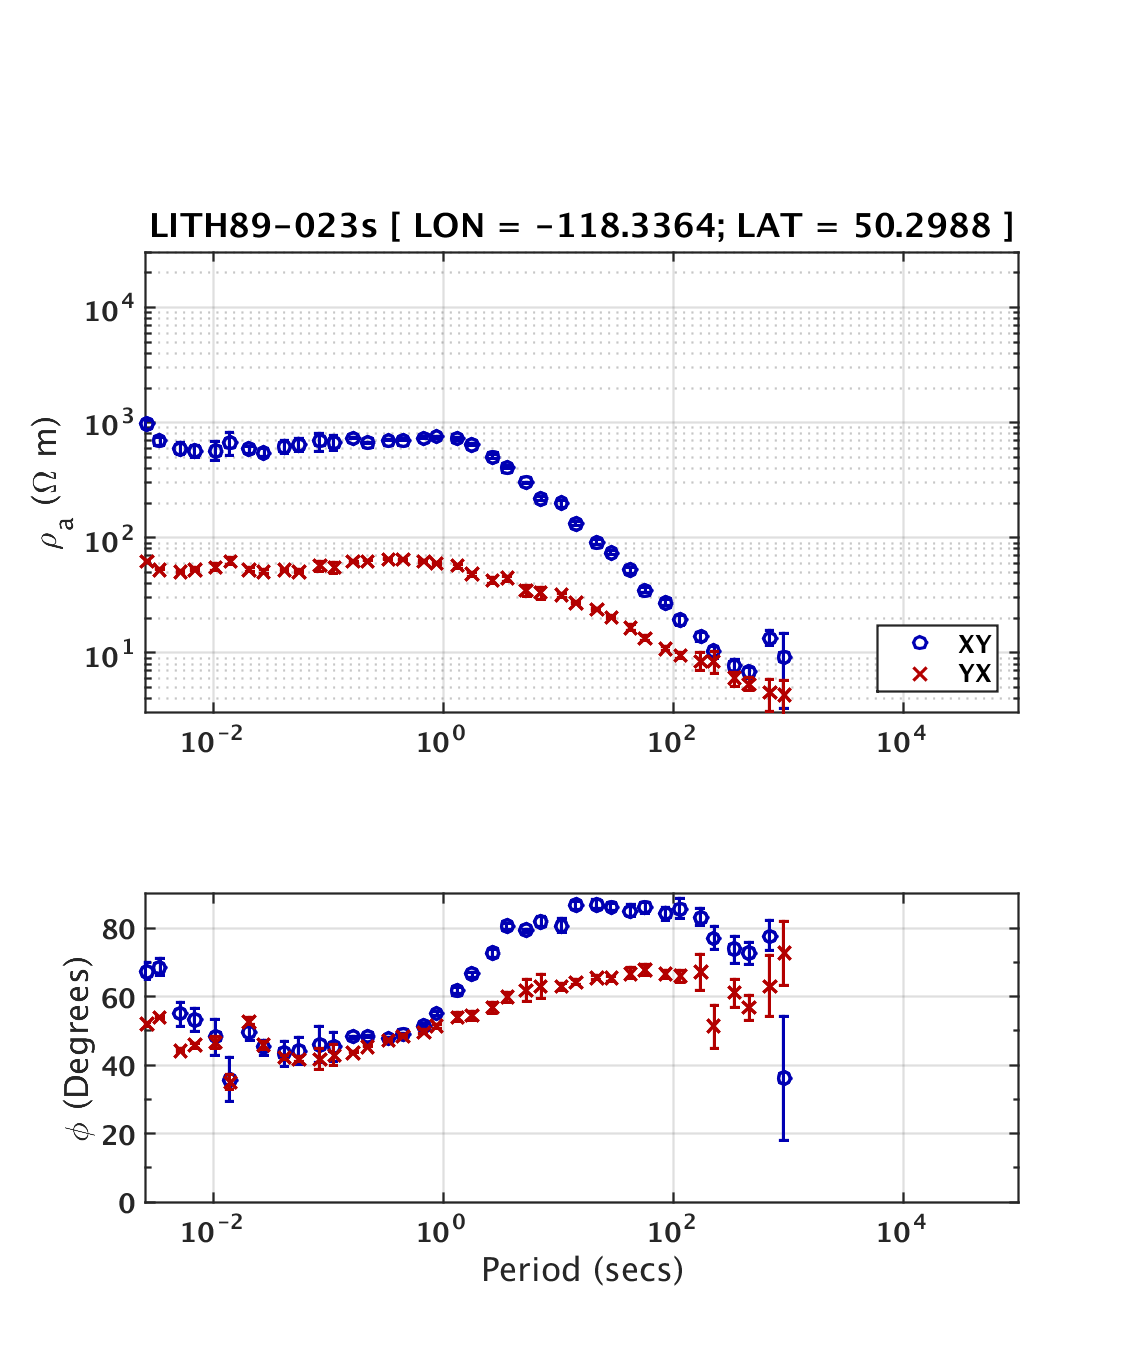 LITH89-023s [ LON = -118.3364; LAT = 50.2988 ]
10^4
10^3
10^2
10^1
ρ_a (Ω m)
XY
YX
10^-2 10^0 10^2 10^4
80
60
40
20
0
φ (Degrees)
10^-2 10^0 10^2 10^4
Period (secs)